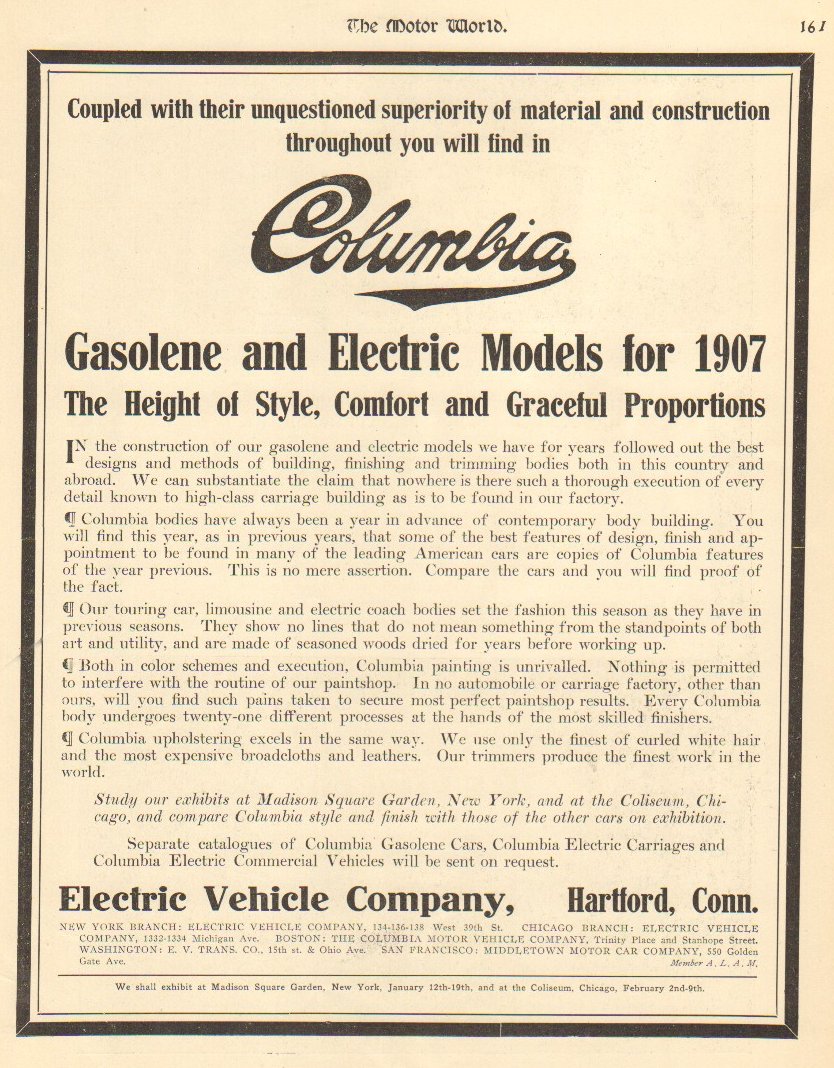 The Motor World.
161
Coupled with their unquestioned superiority of material and construction
throughout you will find in
Columbia
Gasolene and Electric Models for 1907
The Height of Style, Comfort and Graceful Proportions
IN the construction of our gasolene and electric models we have for years followed out the best
designs and methods of building, finishing and trimming bodies both in this country and
abroad. We can substantiate the claim that nowhere is there such a thorough execution of every
detail known to high-class carriage building as is to be found in our factory.
¶ Columbia bodies have always been a year in advance of contemporary body building. You
will find this year, as in previous years, that some of the best features of design, finish and ap-
pointment to be found in many of the leading American cars are copies of Columbia features
of the year previous. This is no mere assertion. Compare the cars and you will find proof of
the fact.
¶ Our touring car, limousine and electric coach bodies set the fashion this season as they have in
previous seasons. They show no lines that do not mean something from the standpoints of both
art and utility, and are made of seasoned woods dried for years before working up.
¶ Both in color schemes and execution, Columbia painting is unrivalled. Nothing is permitted
to interfere with the routine of our paintshop. In no automobile or carriage factory, other than
ours, will you find such pains taken to secure most perfect paintshop results. Every Columbia
body undergoes twenty-one different processes at the hands of the most skilled finishers.
¶ Columbia upholstering excels in the same way. We use only the finest of curled white hair
and the most expensive broadcloths and leathers. Our trimmers produce the finest work in the
world.
Study our exhibits at Madison Square Garden, New York, and at the Coliseum, Chi-
cago, and compare Columbia style and finish with those of the other cars on exhibition.
Separate catalogues of Columbia Gasolene Cars, Columbia Electric Carriages and
Columbia Electric Commercial Vehicles will be sent on request.
Electric Vehicle Company, Hartford, Conn.
NEW YORK BRANCH: ELECTRIC VEHICLE COMPANY, 134-136-138 West 39th St. CHICAGO BRANCH: ELECTRIC VEHICLE
COMPANY, 1332-1334 Michigan Ave. BOSTON: THE COLUMBIA MOTOR VEHICLE COMPANY, Trinity Place and Stanhope Street.
WASHINGTON: E. V. TRANS. CO., 15th st. & Ohio Ave. SAN FRANCISCO: MIDDLETOWN MOTOR CAR COMPANY, 550 Golden
Gate Ave. Member A. L. A. M.
We shall exhibit at Madison Square Garden, New York, January 12th-19th, and at the Coliseum, Chicago, February 2nd-9th.